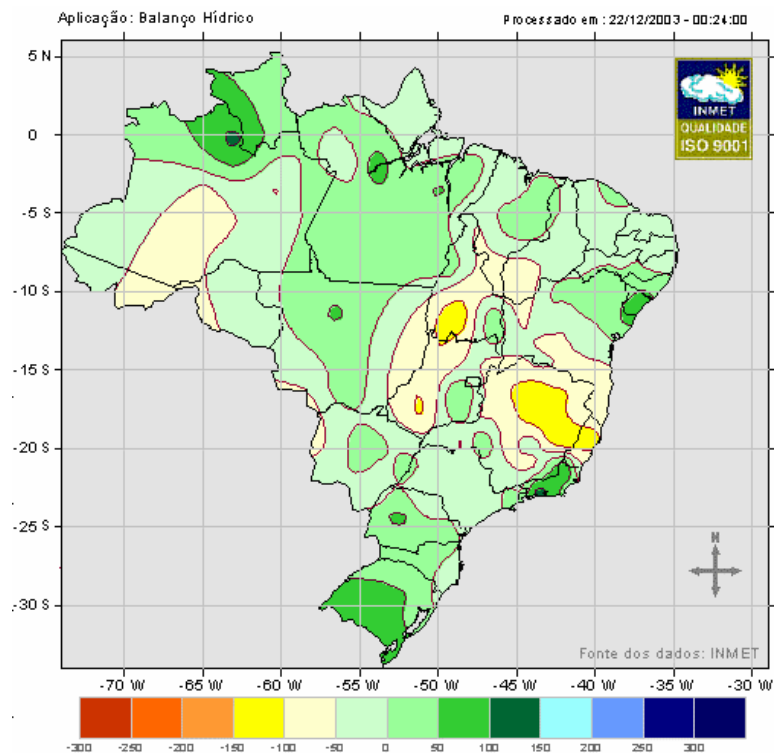 Aplicação: Balanço Hídrico
Processado em : 22/12/2003 - 00:24:00
5 N
0
-5 S
-10 S
-15 S
-20 S
-25 S
-30 S
INMET
QUALIDADE
ISO 9001
N
Fonte dos dados: INMET
-70 W -65 W -60 W -55 W -50 W -45 W -40 W -35 W -30 W
-300 -250 -200 -150 -100 -50 0 50 100 150 200 250 300